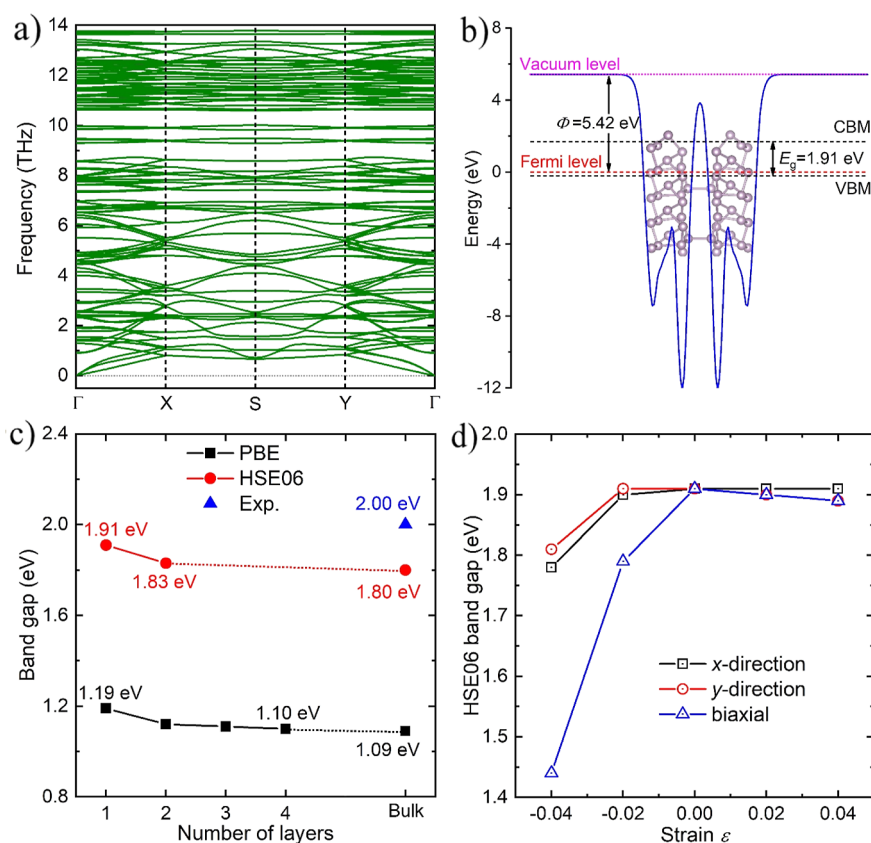 a)
14
12
10
8
6
4
2
0
Frequency (THz)
Γ X S Y Γ
b)
8
4
0
-4
-8
-12
Energy (eV)
Vacuum level
Φ=5.42 eV
CBM
Fermi level
Eg=1.91 eV
VBM
c)
2.4
2.0
1.6
1.2
0.8
Band gap (eV)
PBE
HSE06
Exp.
2.00 eV
1.91 eV
1.83 eV
1.80 eV
1.19 eV
1.10 eV
1.09 eV
1 2 3 4 Bulk
Number of layers
d)
2.0
1.9
1.8
1.7
1.6
1.5
1.4
HSE06 band gap (eV)
x-direction
y-direction
biaxial
-0.04 -0.02 0.00 0.02 0.04
Strain ε